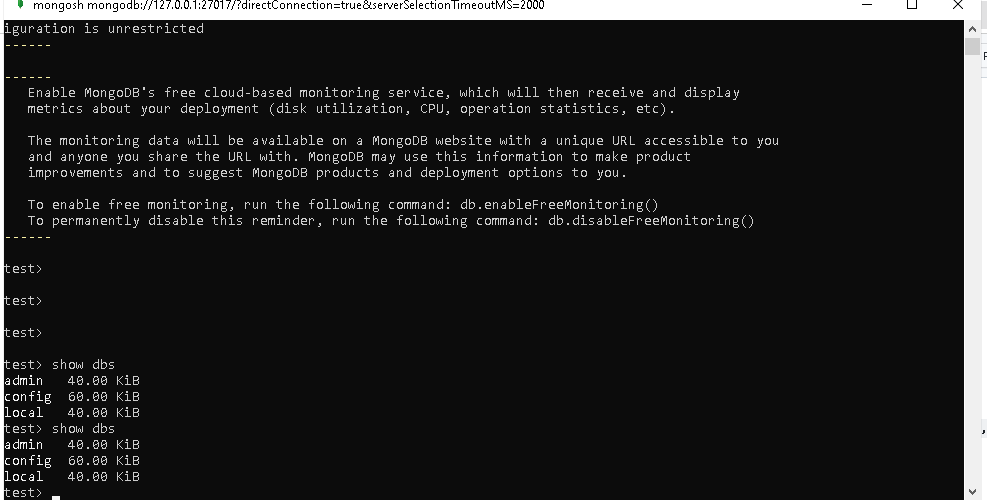 mongosh mongodb://127.0.0.1:27017/?directConnection=true&serverSelectionTimeoutMS=2000
iguration is unrestricted
------
------
Enable MongoDB's free cloud-based monitoring service, which will then receive and display
metrics about your deployment (disk utilization, CPU, operation statistics, etc).
The monitoring data will be available on a MongoDB website with a unique URL accessible to you
and anyone you share the URL with. MongoDB may use this information to make product
improvements and to suggest MongoDB products and deployment options to you.
To enable free monitoring, run the following command: db.enableFreeMonitoring()
To permanently disable this reminder, run the following command: db.disableFreeMonitoring()
------
test>
test>
test>
test> show dbs
admin   40.00 KiB
config  60.00 KiB
local   40.00 KiB
test> show dbs
admin   40.00 KiB
config  60.00 KiB
local   40.00 KiB
test>